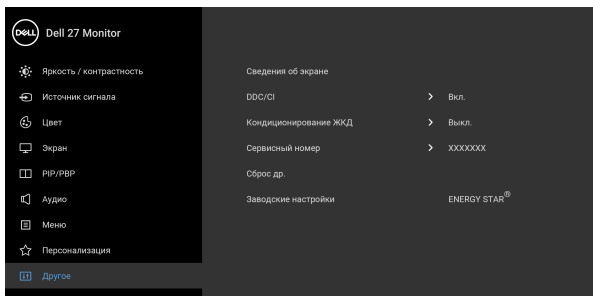 DELL Dell 27 Monitor
Яркость / контрастность Сведения об экране
Источник сигнала DDC/CI Вкл.
Цвет Кондиционирование ЖКД Выкл.
Экран Сервисный номер XXXXXXX
PIP/PBP Сброс др.
Аудио Заводские настройки ENERGY STAR®
Меню
Персонализация
Другое